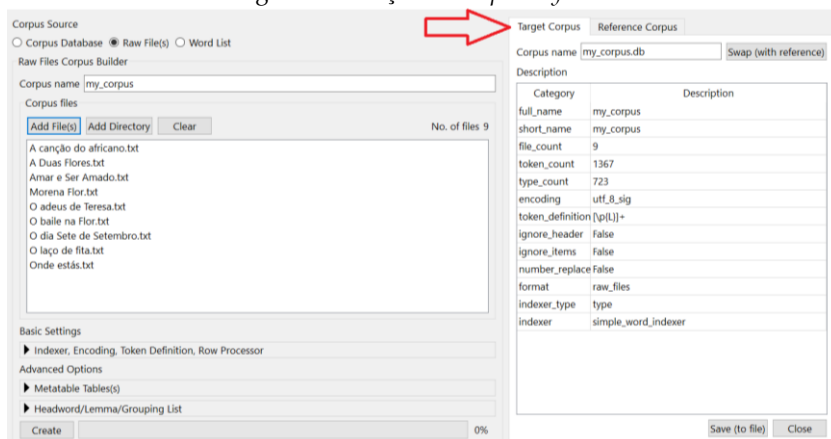 Corpus Source
Corpus Database Raw File(s) Word List
Raw Files Corpus Builder
Corpus name my_corpus
Corpus files
Add File(s) Add Directory Clear No. of files 9
A canção do africano.txt
A Duas Flores.txt
Amar e Ser Amado.txt
Morena Flor.txt
O adeus de Teresa.txt
O baile na Flor.txt
O dia Sete de Setembro.txt
O laço de fita.txt
Onde estás.txt
Basic Settings
Indexer, Encoding, Token Definition, Row Processor
Advanced Options
Metatable Tables(s)
Headword/Lemma/Grouping List
Create 0%
Target Corpus Reference Corpus
Corpus name my_corpus.db Swap (with reference)
Description
Category Description
full_name my_corpus
short_name my_corpus
file_count 9
token_count 1367
type_count 723
encoding utf_8_sig
token_definition [\p{L}]+
ignore_header False
ignore_items False
number_replace False
format raw_files
indexer_type type
indexer simple_word_indexer
Save (to file) Close